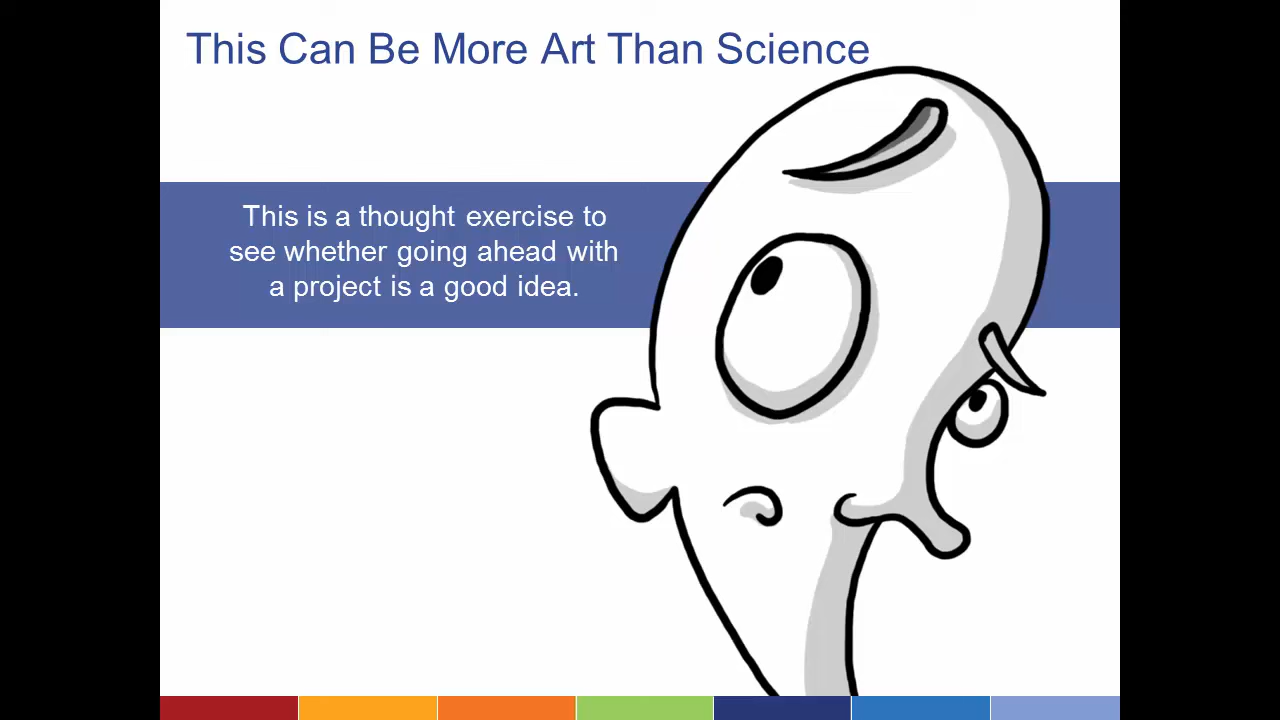 This Can Be More Art Than Science
This is a thought exercise to
see whether going ahead with
a project is a good idea.